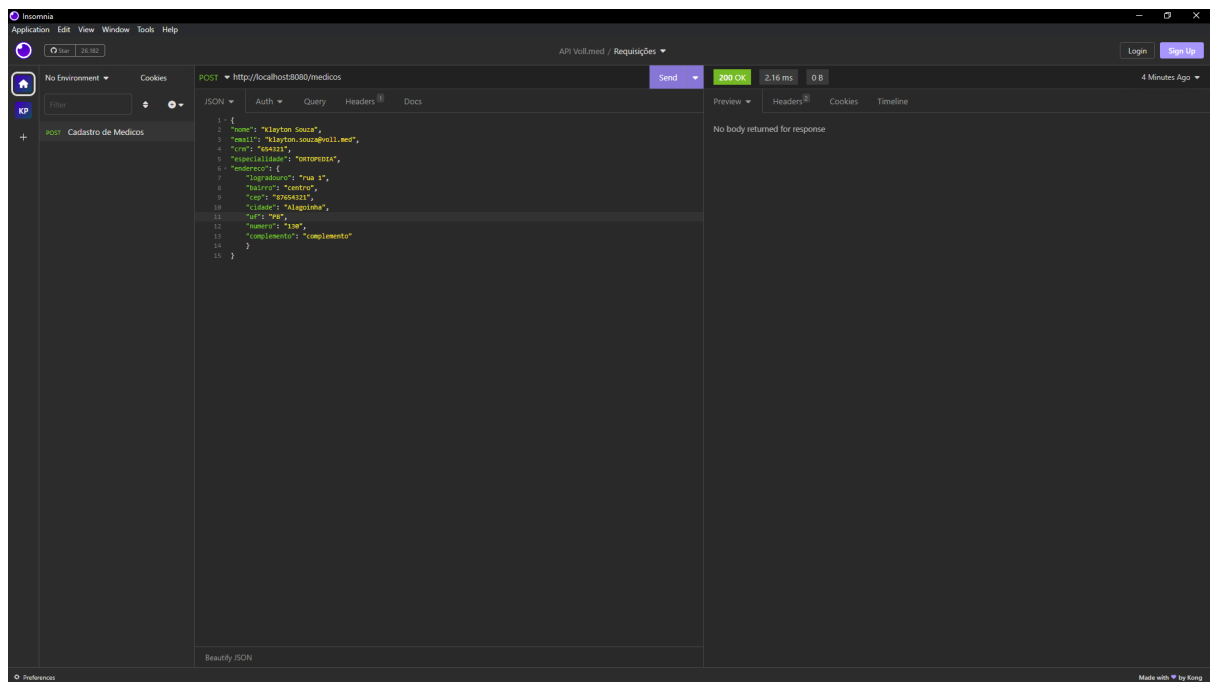 Insomnia
Application Edit View Window Tools Help
Star 26.182
API Voll.med / Requisições
Login Sign Up
No Environment Cookies
POST http://localhost:8080/medicos
Send
200 OK 2.16 ms 0 B
4 Minutes Ago
Filter
JSON Auth Query Headers 1 Docs
Preview Headers 2 Cookies Timeline
KP
POST Cadastro de Medicos
No body returned for response
1 {
2 "nome": "Klayton Souza",
3 "email": "klayton.souza@voll.med",
4 "crm": "654321",
5 "especialidade": "ORTOPEDIA",
6 "endereco": {
7 "logradouro": "rua 1",
8 "bairro": "centro",
9 "cep": "87654321",
10 "cidade": "Alagoinha",
11 "uf": "PB",
12 "numero": "130",
13 "complemento": "complemento"
14 }
15 }
Beautify JSON
Preferences
Made with by Kong